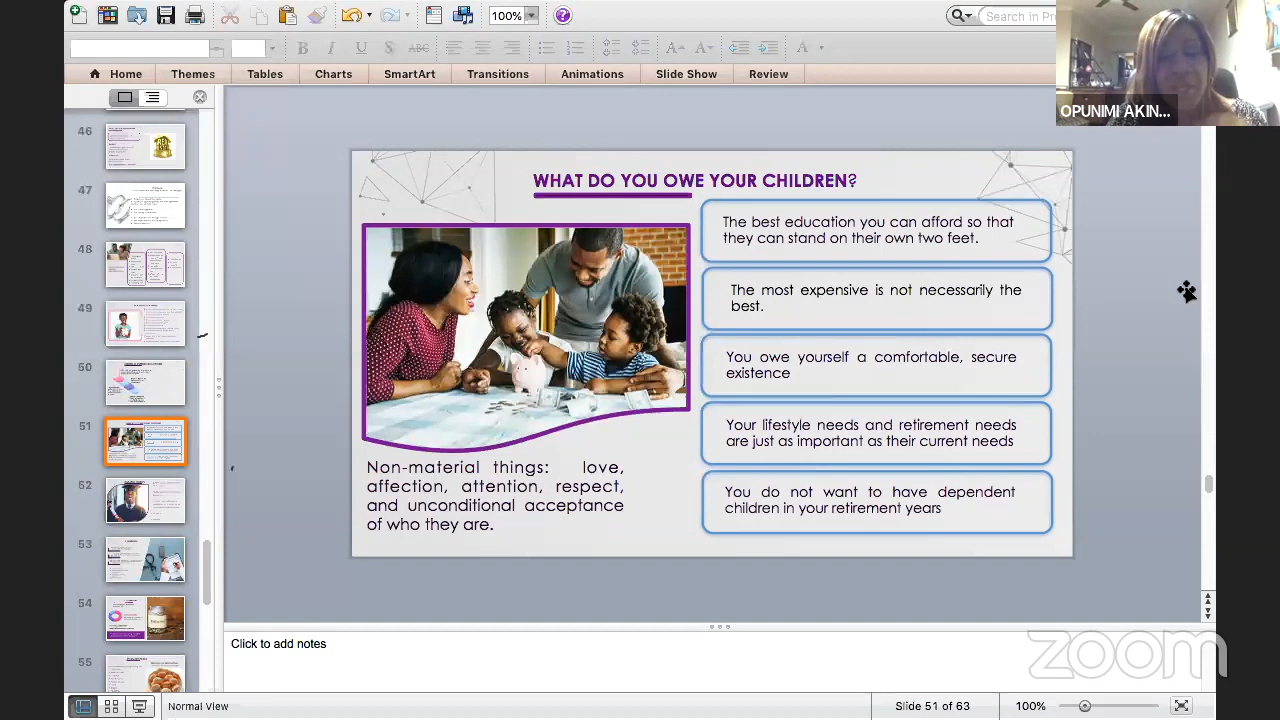 100%
Search in Pr
OPUNIMI AKIN...
Home Themes Tables Charts SmartArt Transitions Animations Slide Show Review
46
47
48
49
50
51
52
53
54
55
WHAT DO YOU OWE YOUR CHILDREN?
The best education you can afford so that
they can stand on their own two feet.
The most expensive is not necessarily the
best.
You owe yourself a comfortable, secure
existence
Your lifestyle needs and retirement needs
are just as important as their current needs
You do not want to have dependent
children in your retirement years
Non-material things: love,
affection, attention, respect,
and unconditional acceptance
of who they are.
Click to add notes
zoom
Normal View
Slide 51 of 63
100%